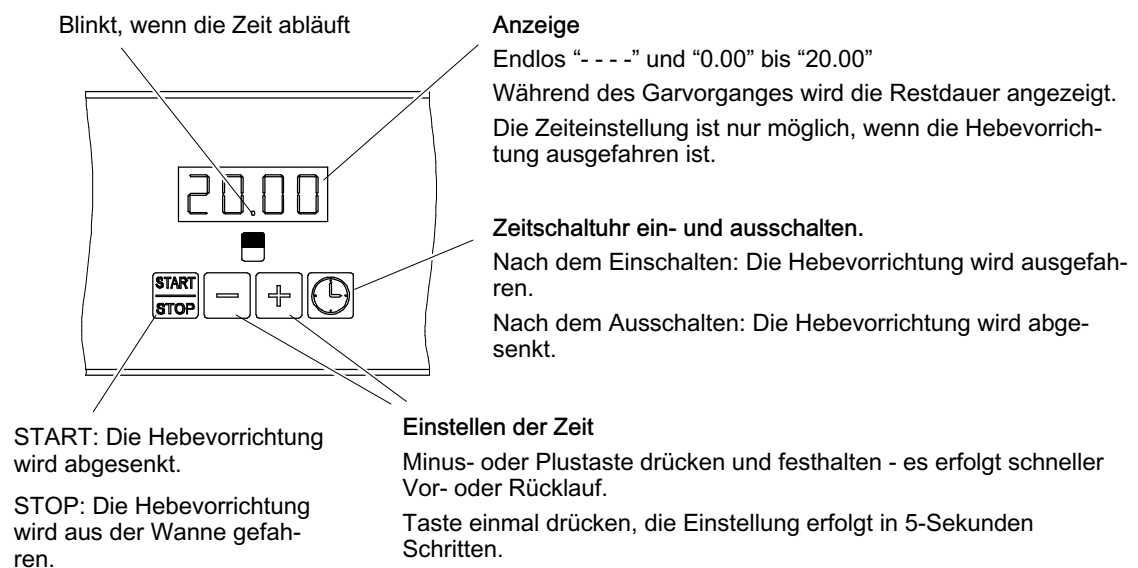 Blinkt, wenn die Zeit abläuft
Anzeige
Endlos “- - - -” und “0.00” bis “20.00”
Während des Garvorganges wird die Restdauer angezeigt.
Die Zeiteinstellung ist nur möglich, wenn die Hebevorrich-
tung ausgefahren ist.
20.00
Zeitschaltuhr ein- und ausschalten.
Nach dem Einschalten: Die Hebevorrichtung wird ausgefah-
ren.
Nach dem Ausschalten: Die Hebevorrichtung wird abge-
senkt.
START
STOP
START: Die Hebevorrichtung
wird abgesenkt.
STOP: Die Hebevorrichtung
wird aus der Wanne gefah-
ren.
Einstellen der Zeit
Minus- oder Plustaste drücken und festhalten - es erfolgt schneller
Vor- oder Rücklauf.
Taste einmal drücken, die Einstellung erfolgt in 5-Sekunden
Schritten.